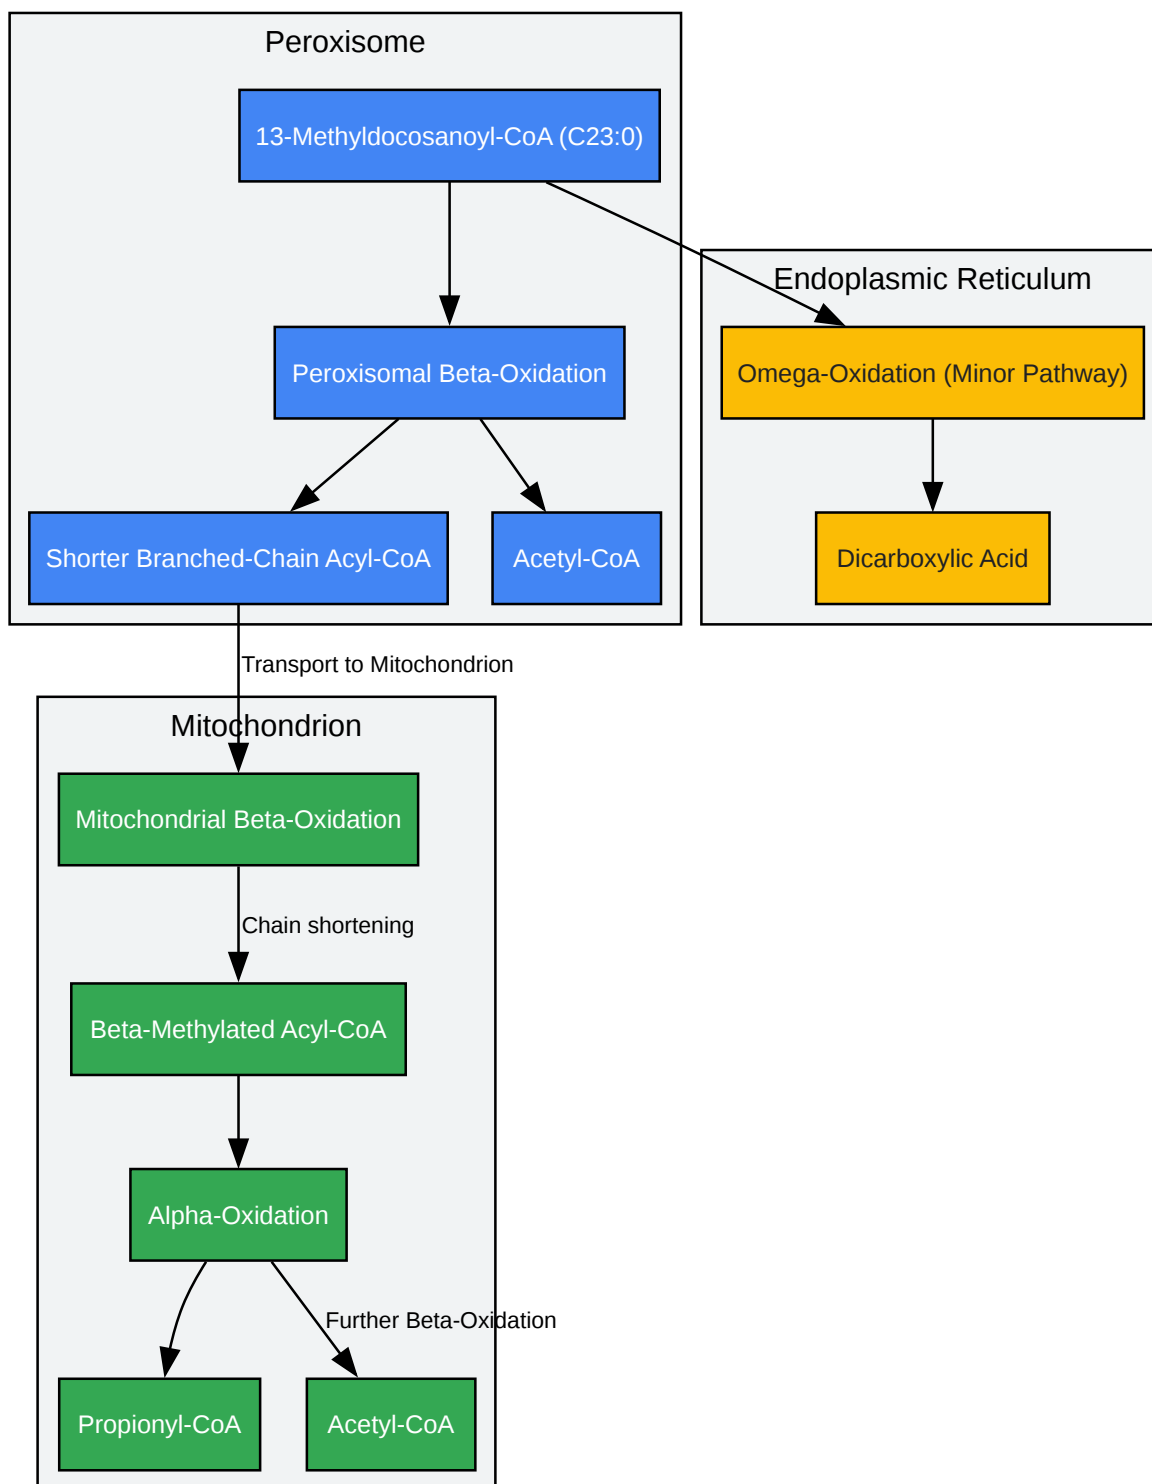 Peroxisome
13-Methyldocosanoyl-CoA (C23:0)
Endoplasmic Reticulum
Peroxisomal Beta-Oxidation
Omega-Oxidation (Minor Pathway)
Shorter Branched-Chain Acyl-CoA
Acetyl-CoA
Dicarboxylic Acid
Transport to Mitochondrion
Mitochondrion
Mitochondrial Beta-Oxidation
Chain shortening
Beta-Methylated Acyl-CoA
Alpha-Oxidation
Further Beta-Oxidation
Propionyl-CoA
Acetyl-CoA